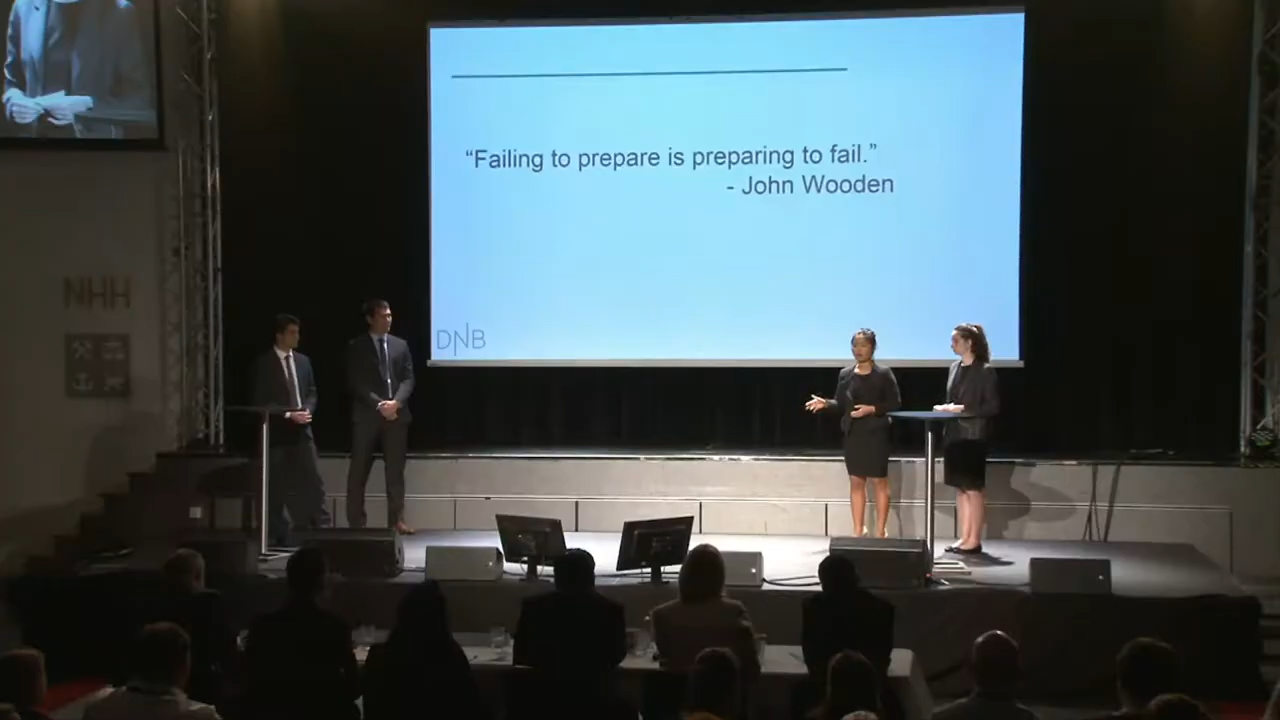 “Failing to prepare is preparing to fail.”
- John Wooden
DNB
NHH